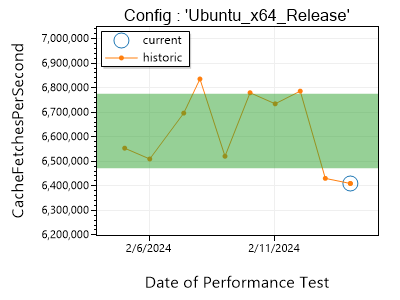 Config : 'Ubuntu_x64_Release'
CacheFetchesPerSecond
7,000,000
6,900,000
6,800,000
6,700,000
6,600,000
6,500,000
6,400,000
6,300,000
6,200,000
current
historic
2/6/2024
2/11/2024
Date of Performance Test